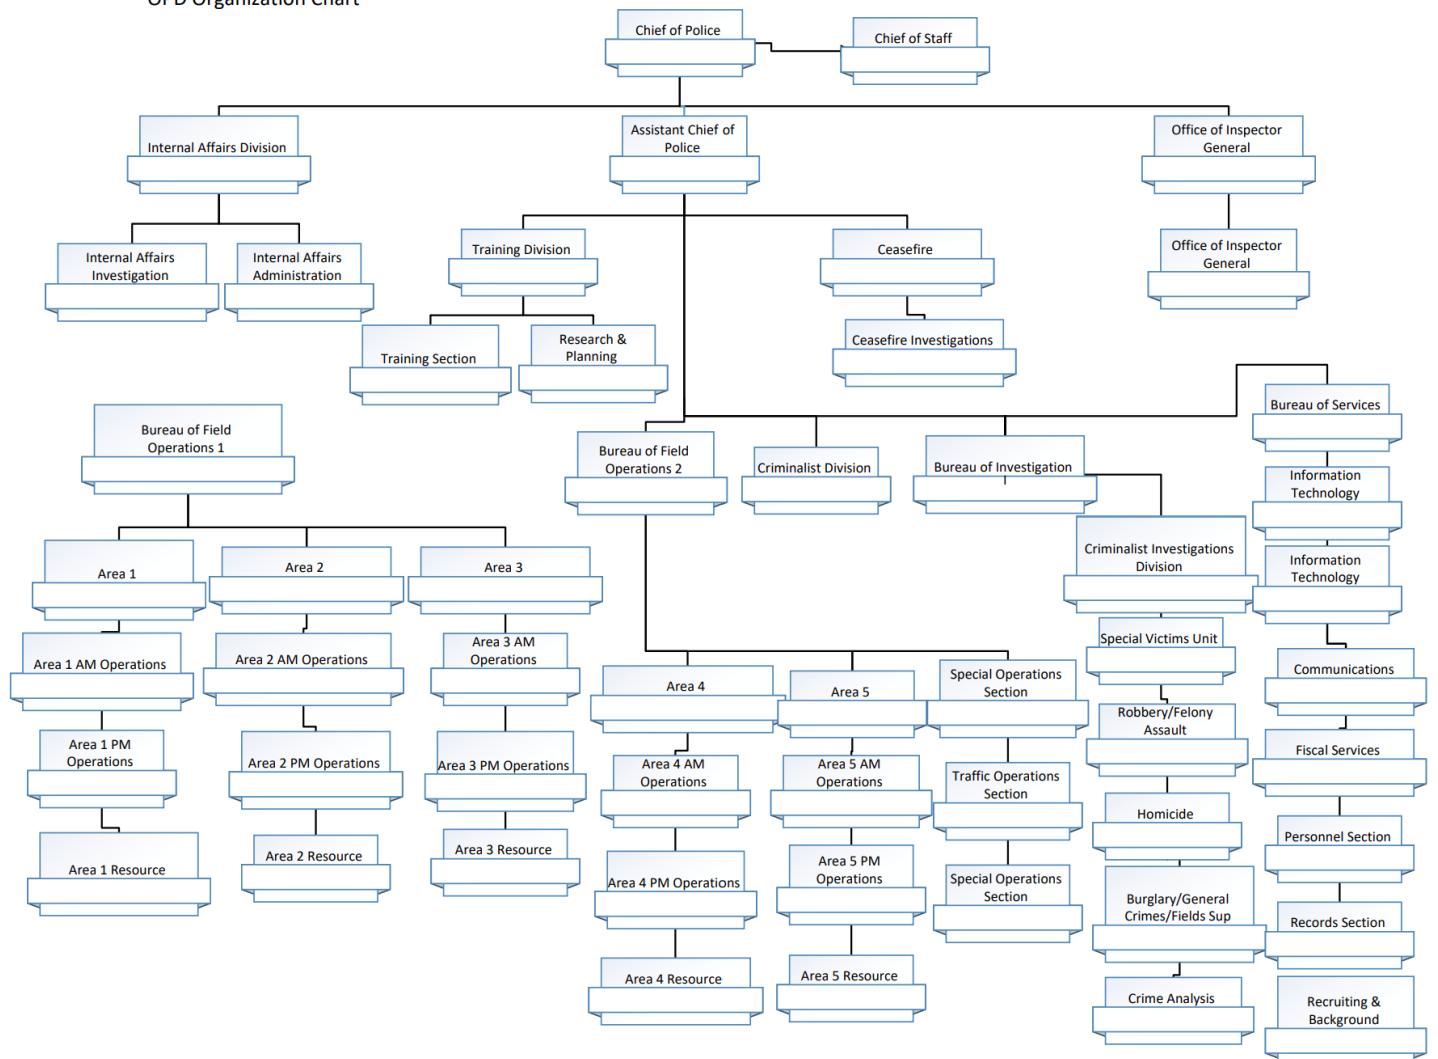 OPD Organization Chart
Chief of Police
Chief of Staff
Internal Affairs Division
Assistant Chief of
Police
Office of Inspector
General
Internal Affairs
Investigation
Internal Affairs
Administration
Training Division
Ceasefire
Office of Inspector
General
Training Section
Research &
Planning
Ceasefire Investigations
Bureau of Field
Operations 1
Bureau of Field
Operations 2
Criminalist Division
Bureau of Investigation
Bureau of Services
Information
Technology
Area 1
Area 2
Area 3
Criminalist Investigations
Division
Information
Technology
Area 1 AM Operations
Area 2 AM Operations
Area 3 AM
Operations
Area 4
Area 5
Special Operations
Section
Special Victims Unit
Communications
Area 1 PM
Operations
Area 2 PM Operations
Area 3 PM Operations
Area 4 AM
Operations
Area 5 AM
Operations
Traffic Operations
Section
Robbery/Felony
Assault
Fiscal Services
Area 1 Resource
Area 2 Resource
Area 3 Resource
Area 4 PM Operations
Area 5 PM
Operations
Special Operations
Section
Homicide
Personnel Section
Burglary/General
Crimes/Fields Sup
Records Section
Area 4 Resource
Area 5 Resource
Crime Analysis
Recruiting &
Background